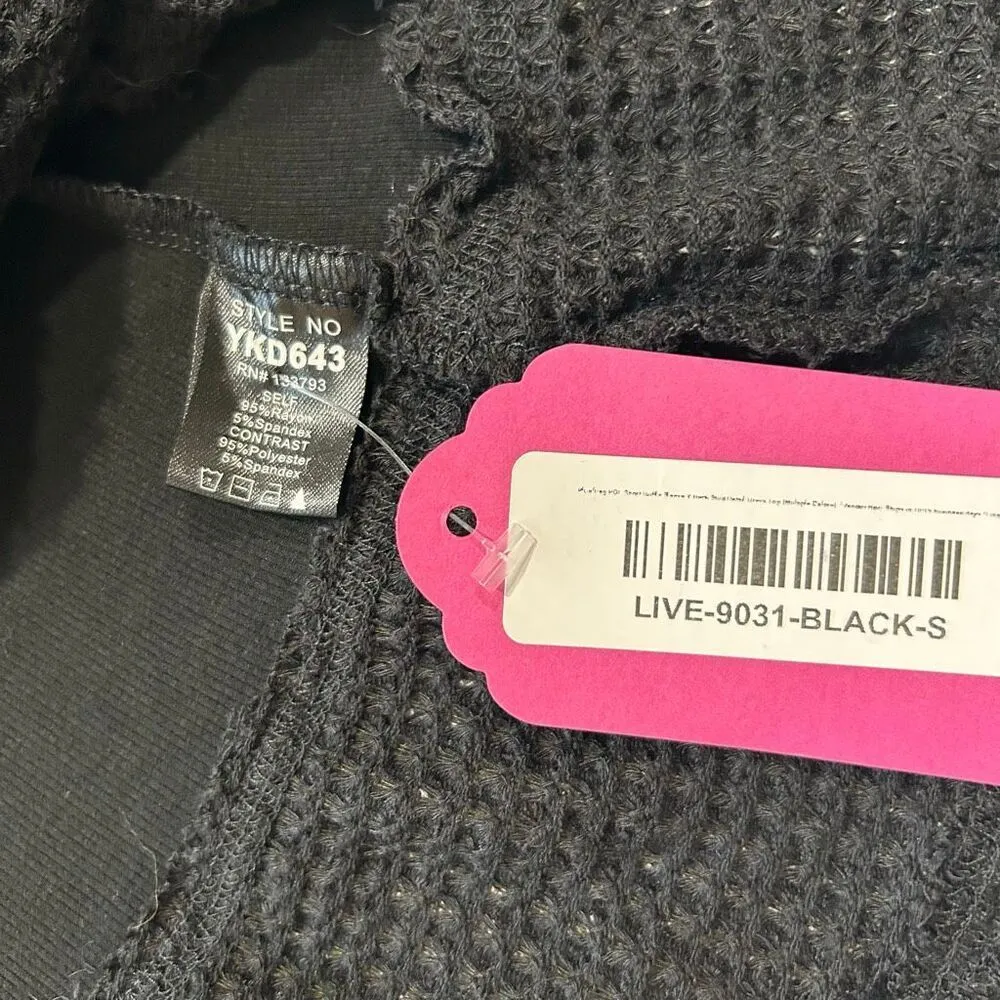 STYLE NO
YKD643
RN# 133793
SELF
95%Rayon
5%Spandex
CONTRAST
95%Polyester
5%Spandex
LIVE-9031-BLACK-S